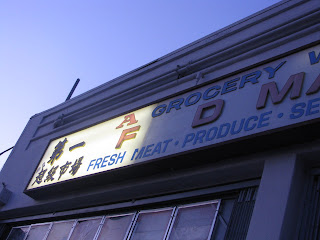 第一
超級市場
A
F D MA
GROCERY W
FRESH MEAT • PRODUCE • SE